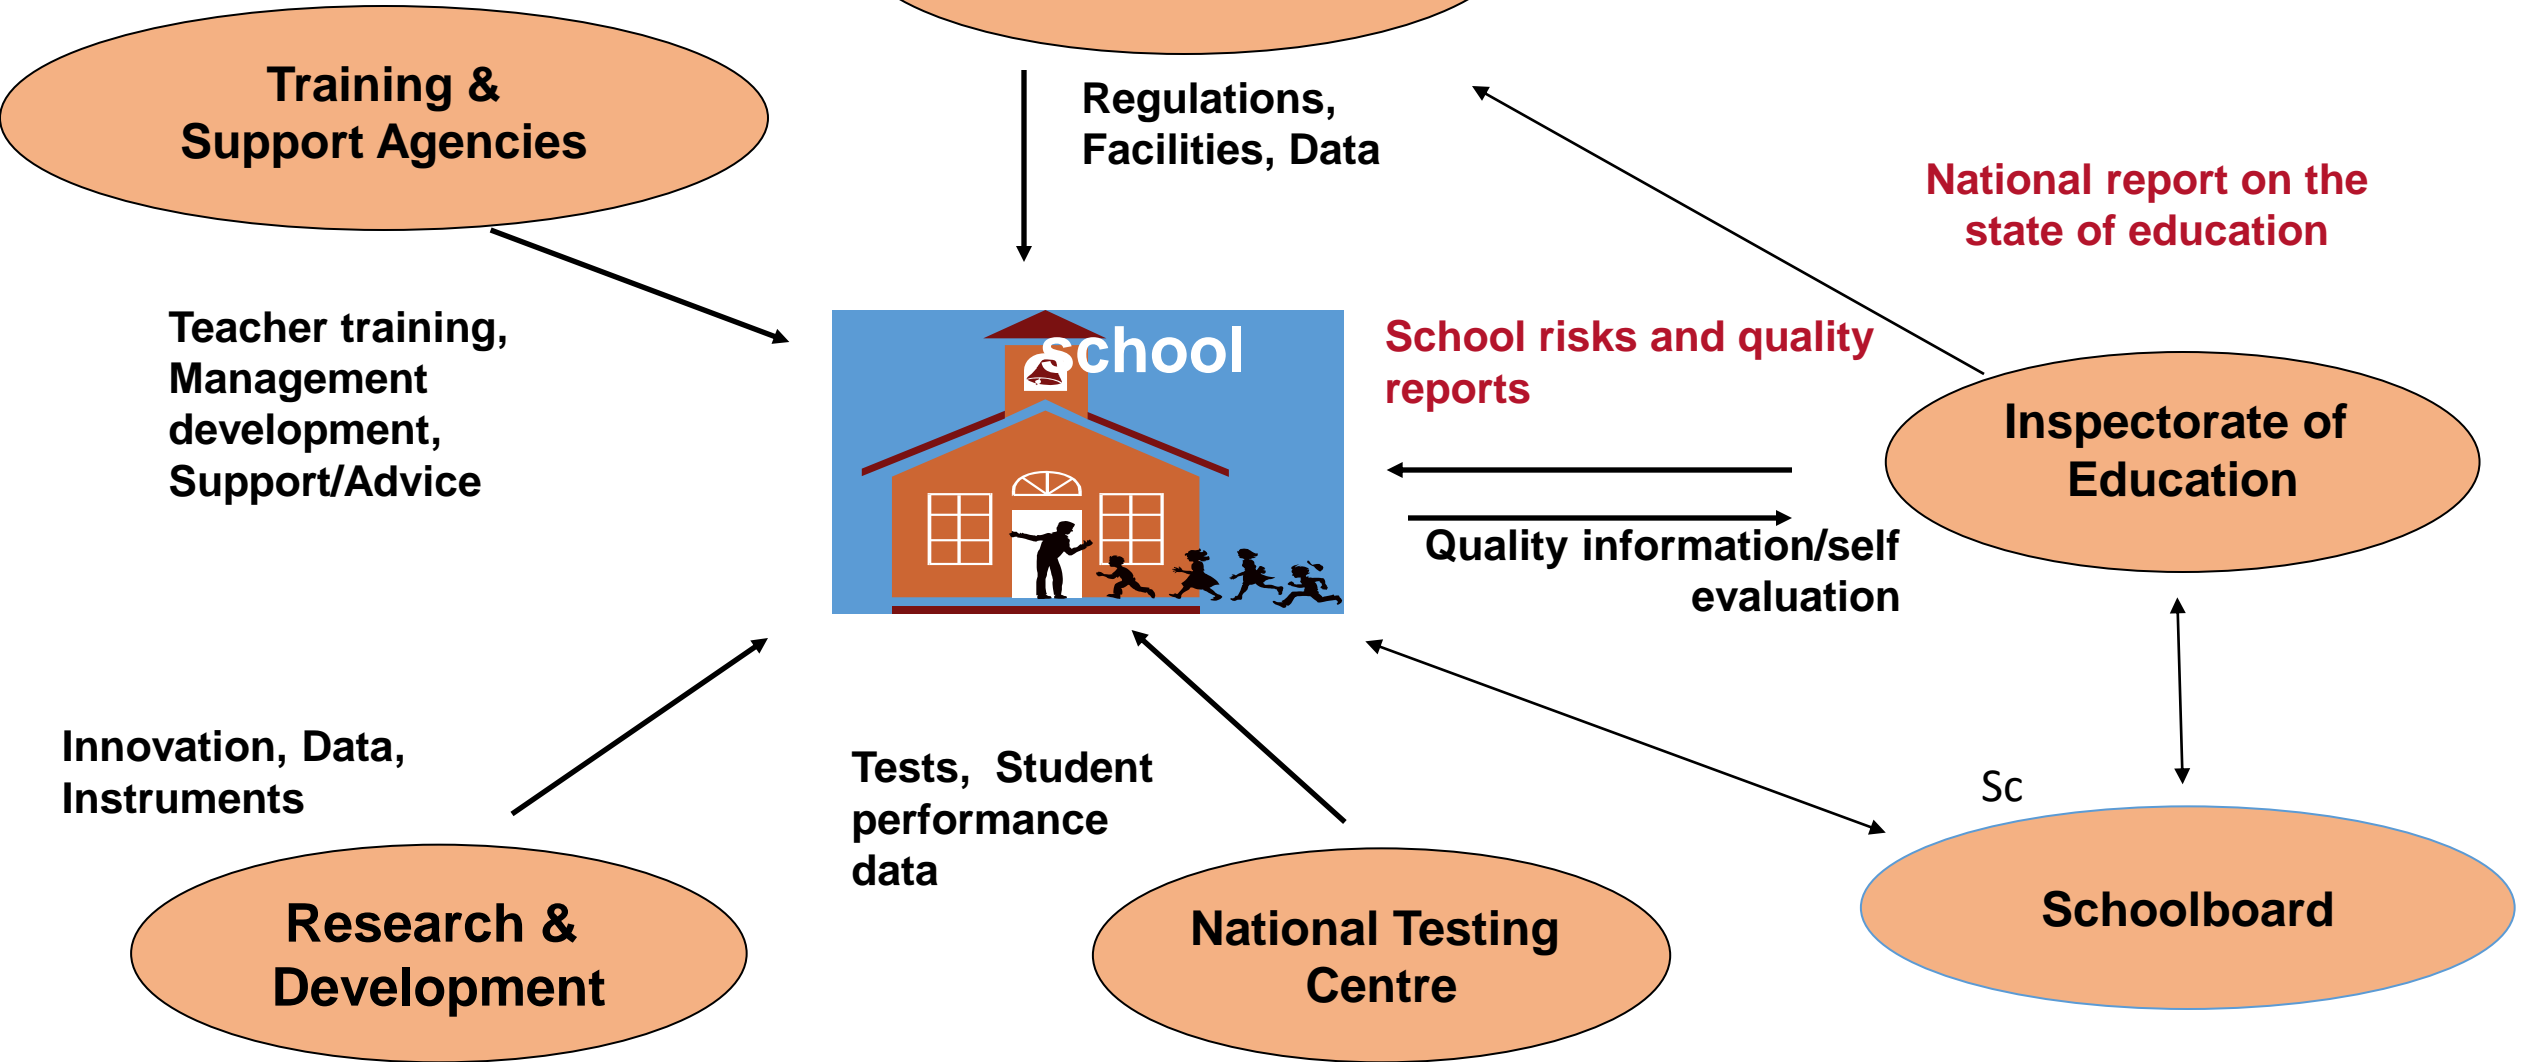 Training &
Support Agencies
Regulations,
Facilities, Data
National report on the
state of education
Teacher training,
Management
development,
Support/Advice
school
School risks and quality
reports
Inspectorate of
Education
Quality information/self
evaluation
Innovation, Data,
Instruments
Tests,  Student
performance
data
Sc
Schoolboard
Research &
Development
National Testing
Centre